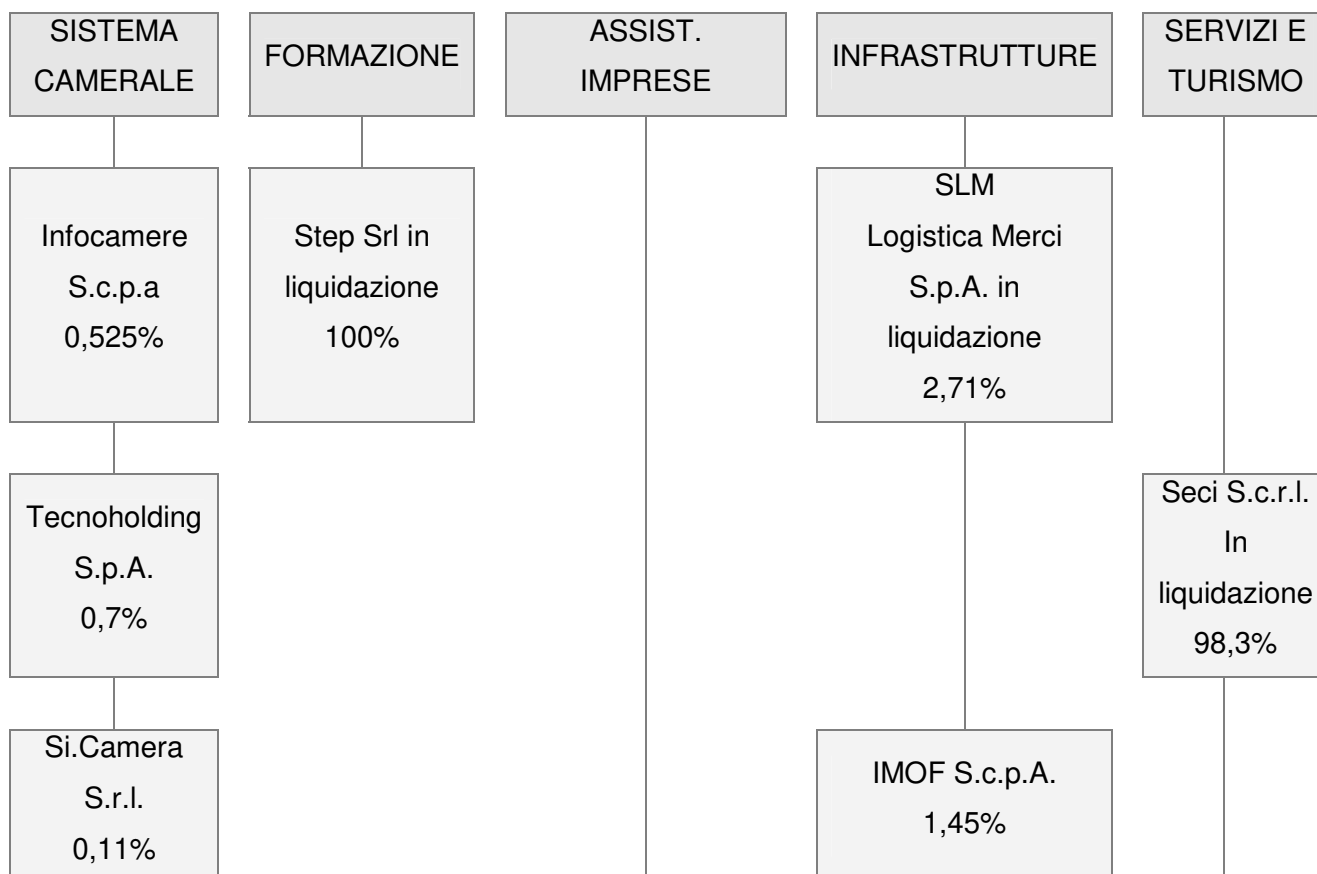 SISTEMA
CAMERALE
FORMAZIONE
ASSIST.
IMPRESE
INFRASTRUTTURE
SERVIZI E
TURISMO
Infocamere
S.c.p.a
0,525%
Step Srl in
liquidazione
100%
SLM
Logistica Merci
S.p.A. in
liquidazione
2,71%
Tecnoholding
S.p.A.
0,7%
Seci S.c.r.l.
In
liquidazione
98,3%
Si.Camera
S.r.l.
0,11%
IMOF S.c.p.A.
1,45%